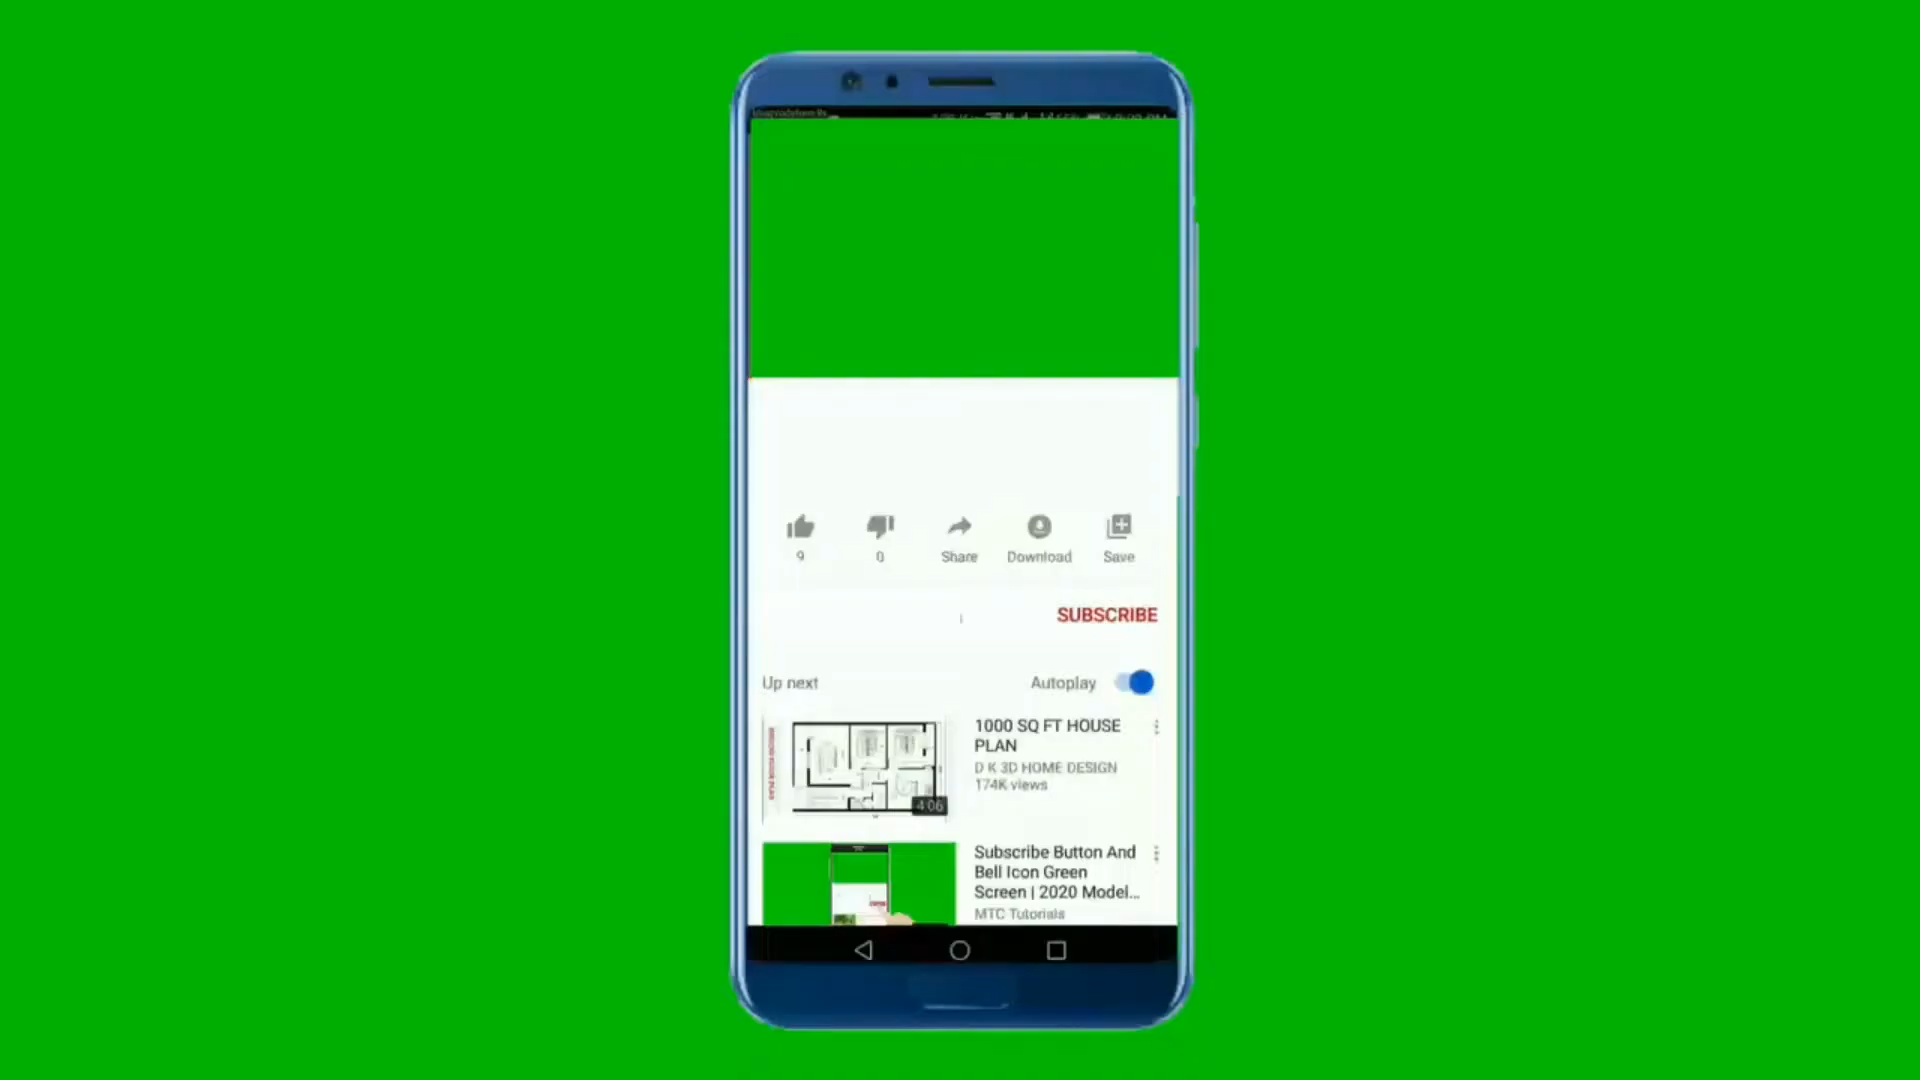 9
0
Share
Download
Save
SUBSCRIBE
Up next
Autoplay
1000 SQ FT HOUSE
PLAN
D K 3D HOME DESIGN
174K views
4:06
Subscribe Button And
Bell Icon Green
Screen | 2020 Model...
MTC Tutorials